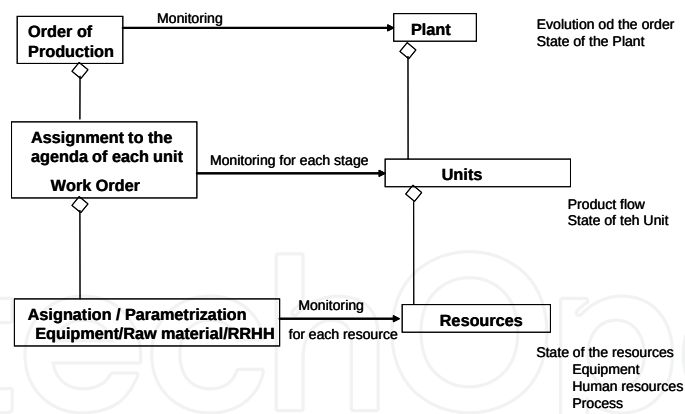 Order of
Production
Monitoring
Plant
Evolution od the order
State of the Plant
Assignment to the
agenda of each unit
Work Order
Monitoring for each stage
Units
Product flow
State of teh Unit
Asignation / Parametrization
Equipment/Raw material/RRHH
Monitoring
for each resource
Resources
State of the resources
Equipment
Human resources
Process